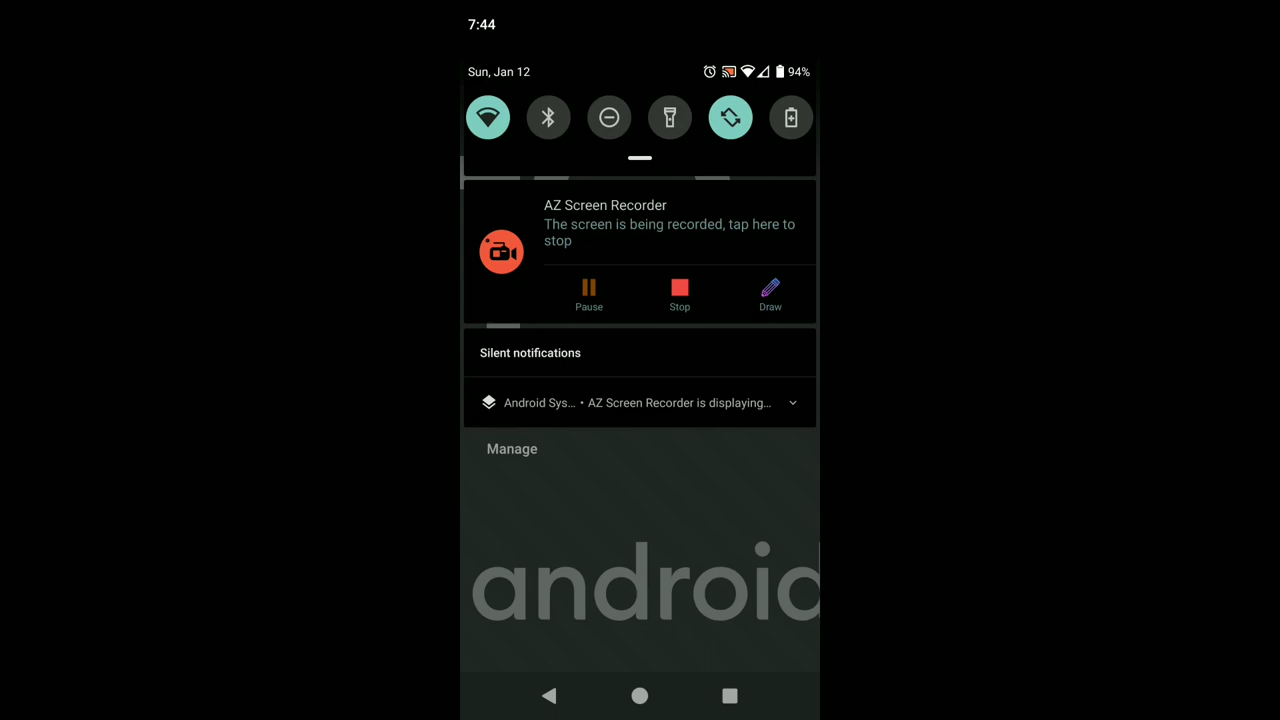 7:44
Sun, Jan 12
94%
AZ Screen Recorder
The screen is being recorded, tap here to
stop
Pause
Stop
Draw
Silent notifications
Android Sys... • AZ Screen Recorder is displaying...
Manage
android